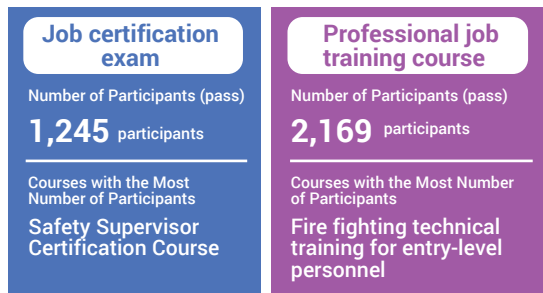 Job certification
exam
Number of Participants (pass)
1,245 participants
Courses with the Most
Number of Participants
Safety Supervisor
Certification Course
Professional job
training course
Number of Participants (pass)
2,169 participants
Courses with the Most Number
of Participants
Fire fighting technical
training for entry-level
personnel